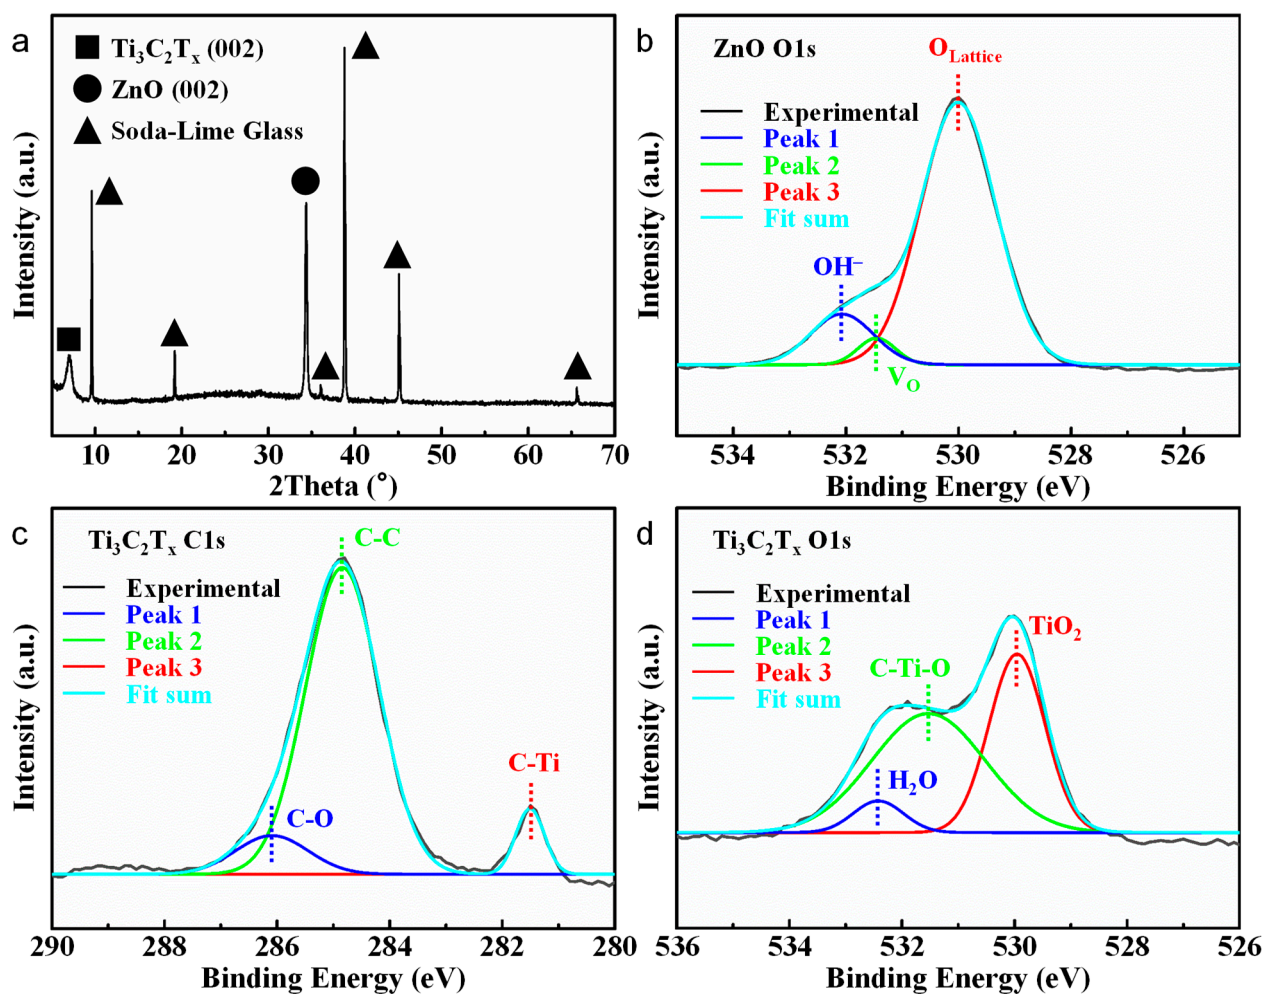 a
Ti₃C₂Tₓ (002)
ZnO (002)
Soda-Lime Glass
Intensity (a.u.)
10 20 30 40 50 60 70
2Theta (°)
b
ZnO O1s
O_Lattice
Experimental
Peak 1
Peak 2
Peak 3
Fit sum
OH⁻
V_O
Intensity (a.u.)
534 532 530 528 526
Binding Energy (eV)
c
Ti₃C₂Tₓ C1s
C-C
Experimental
Peak 1
Peak 2
Peak 3
Fit sum
C-Ti
C-O
Intensity (a.u.)
290 286 284 282 280
Binding Energy (eV)
d
Ti₃C₂Tₓ O1s
Experimental
Peak 1
TiO₂
Peak 2
C-Ti-O
Peak 3
Fit sum
H₂O
Intensity (a.u.)
536 534 532 530 528 526
Binding Energy (eV)